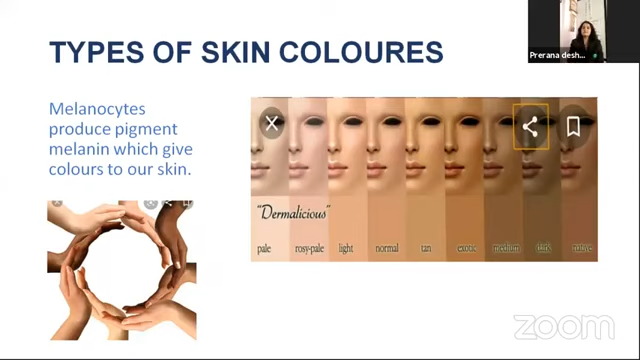 TYPES OF SKIN COLOURES
Prerana desh...
Melanocytes
produce pigment
melanin which give
colours to our skin.
"Dermalicious"
pale rosy-pale light normal tan exotic medium dark native
zoom